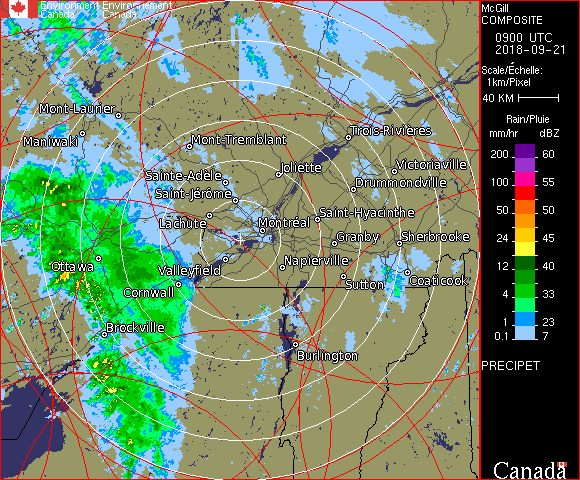 Environment Environnement
Canada Canada
McGill
COMPOSITE
0900 UTC
2018-09-21
Scale/Échelle:
1km/Pixel
40 KM
Rain/Pluie
mm/hr dBZ
200 60
100 55
50 50
24 45
12 40
4 33
1 23
0.1 7
PRECIPET
Canada
Mont-Laurier
Maniwaki
Mont-Tremblant
Trois-Rivières
Sainte-Adèle
Joliette
Victoriaville
Saint-Jérôme
Drummondville
Lachute
Montréal
Saint-Hyacinthe
Granby
Sherbrooke
Ottawa
Valleyfield
Napierville
Cornwall
Sutton
Coaticook
Brockville
Burlington